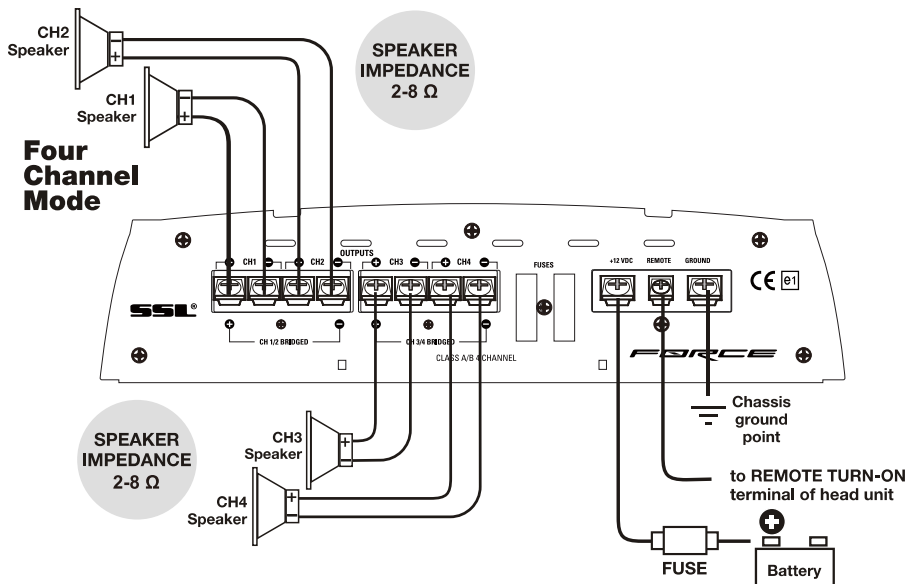 CH2
Speaker
SPEAKER
IMPEDANCE
2-8 Ω
CH1
Speaker
Four
Channel
Mode
OUTPUTS
CH1
CH2
CH3
CH4
FUSES
+12 VDC
REMOTE
GROUND
CE
e1
SSL®
CH 1/2 BRIDGED
CH 3/4 BRIDGED
CLASS A/B 4 CHANNEL
FORCE
Chassis
ground
point
SPEAKER
IMPEDANCE
2-8 Ω
CH3
Speaker
CH4
Speaker
to REMOTE TURN-ON
terminal of head unit
FUSE
Battery